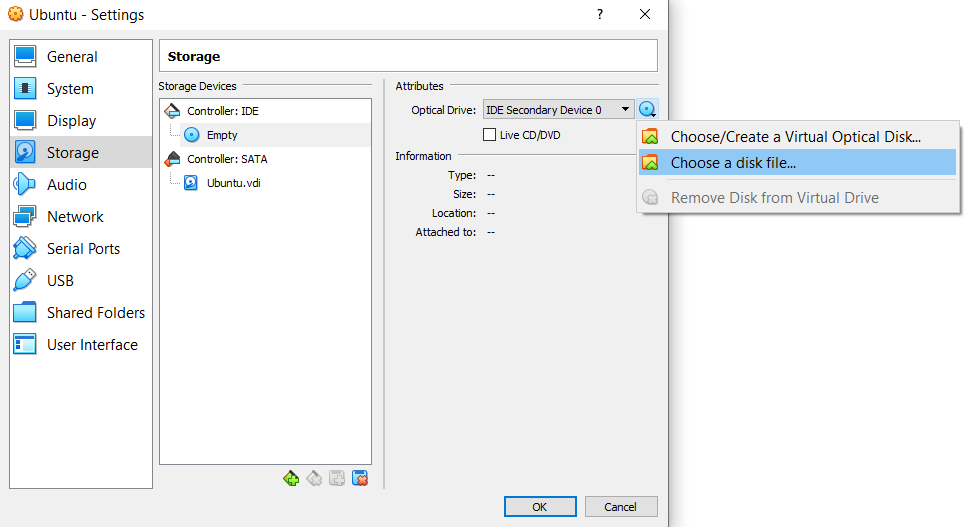 Ubuntu - Settings
?
General
System
Display
Storage
Audio
Network
Serial Ports
USB
Shared Folders
User Interface
Storage
Storage Devices
Controller: IDE
Empty
Controller: SATA
Ubuntu.vdi
Attributes
Optical Drive: IDE Secondary Device 0
Live CD/DVD
Information
Type: --
Size: --
Location: --
Attached to: --
Choose/Create a Virtual Optical Disk...
Choose a disk file...
Remove Disk from Virtual Drive
OK
Cancel